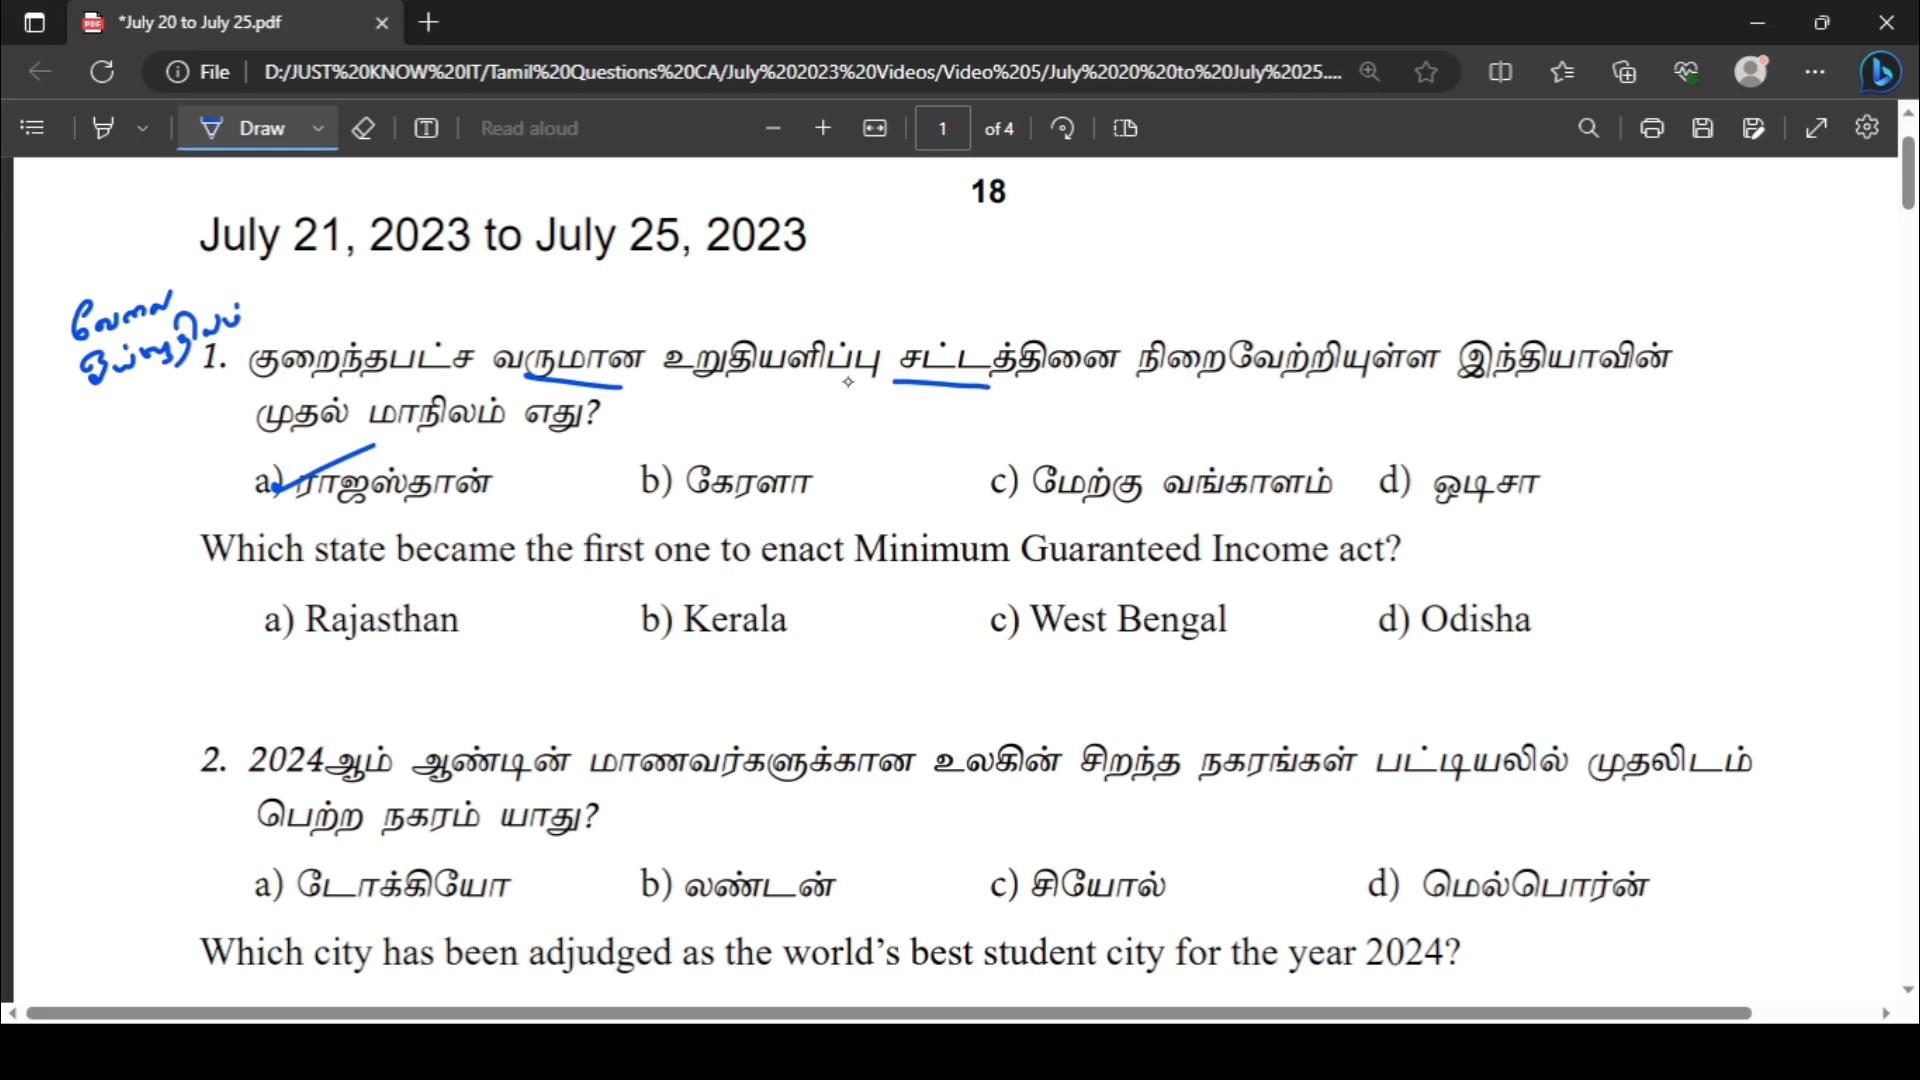 *July 20 to July 25.pdf
File
D:/JUST%20KNOW%20IT/Tamil%20Questions%20CA/July%202023%20Videos/Video%205/July%2020%20to%20July%2025....
Draw
Read aloud
1 of 4
18
July 21, 2023 to July 25, 2023
வேலை
1. குறைந்தபட்ச வருமான உறுதியளிப்பு சட்டத்தினை நிறைவேற்றியுள்ள இந்தியாவின்
முதல் மாநிலம் எது?
a) ராஜஸ்தான் b) கேரளா c) மேற்கு வங்காளம் d) ஒடிசா
Which state became the first one to enact Minimum Guaranteed Income act?
a) Rajasthan b) Kerala c) West Bengal d) Odisha
2. 2024ஆம் ஆண்டின் மாணவர்களுக்கான உலகின் சிறந்த நகரங்கள் பட்டியலில் முதலிடம்
பெற்ற நகரம் யாது?
a) டோக்கியோ b) லண்டன் c) சியோல் d) மெல்பொர்ன்
Which city has been adjudged as the world’s best student city for the year 2024?